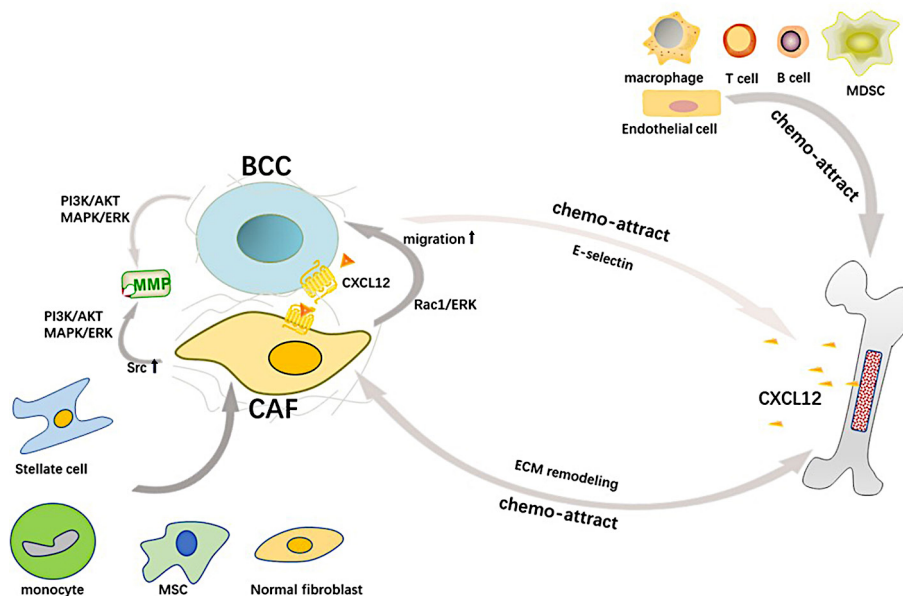 macrophage
T cell
B cell
MDSC
Endothelial cell
chemo-attract
BCC
PI3K/AKT
MAPK/ERK
migration↑
chemo-attract
E-selectin
MMP
CXCL12
Rac1/ERK
PI3K/AKT
MAPK/ERK
Src↑
CXCL12
CAF
Stellate cell
ECM remodeling
chemo-attract
monocyte
MSC
Normal fibroblast